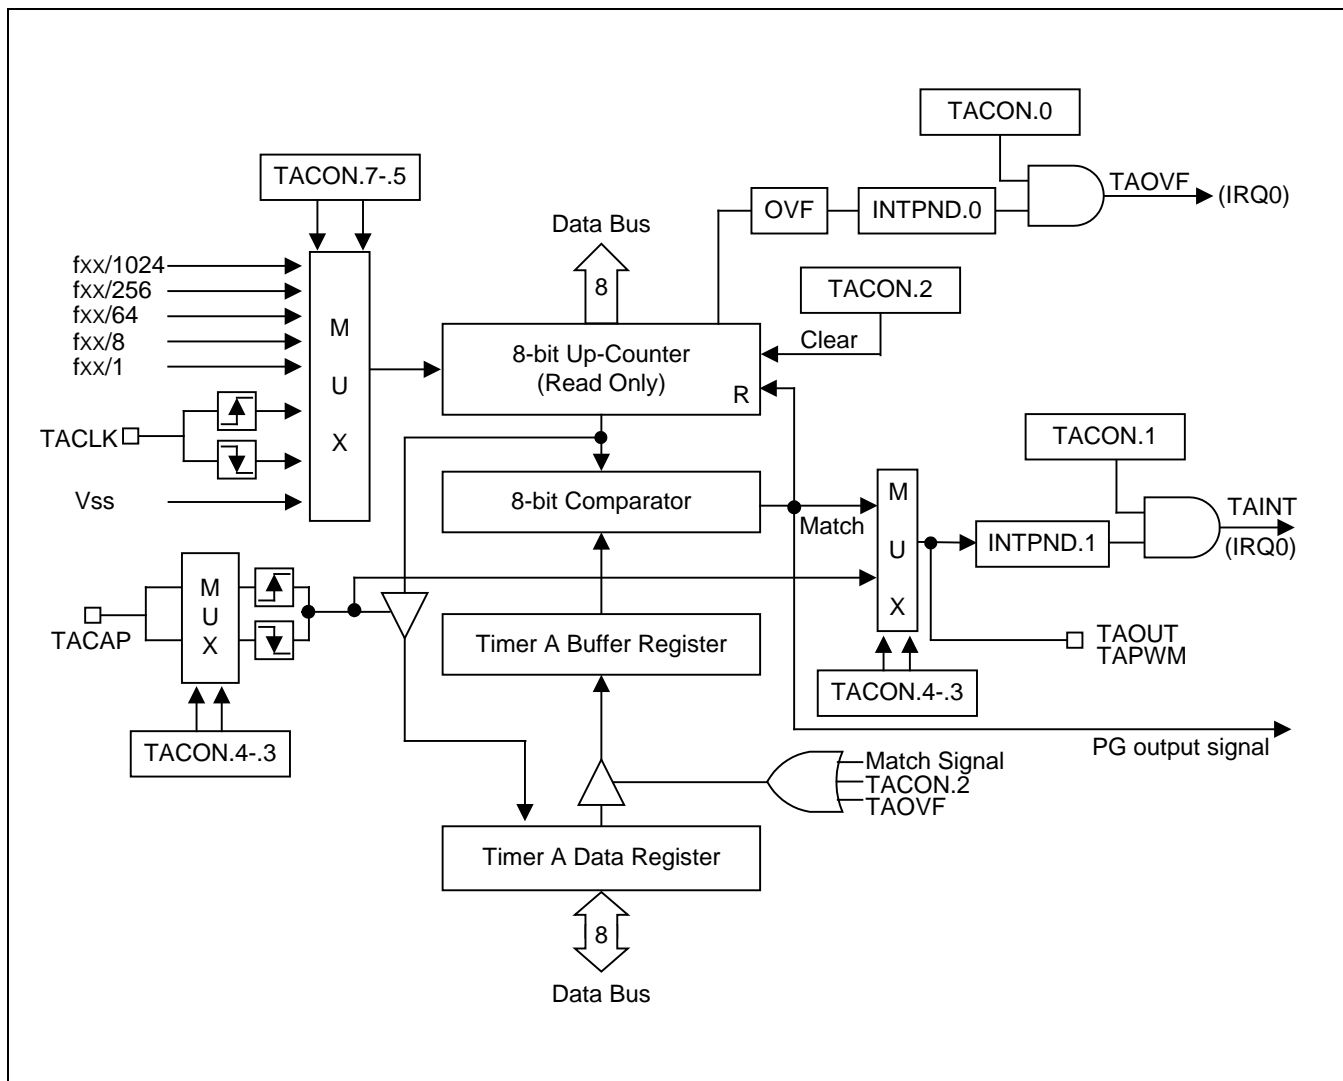 TACON.0
TAOVF
(IRQ0)
OVF
INTPND.0
TACON.7-.5
Data Bus
8
TACON.2
Clear
fxx/1024
fxx/256
fxx/64
fxx/8
fxx/1
M
U
X
8-bit Up-Counter
(Read Only)
R
TACLK
Vss
8-bit Comparator
Match
M
U
X
TACON.1
INTPND.1
TAINT
(IRQ0)
TACAP
M
U
X
TACON.4-.3
Timer A Buffer Register
TACON.4-.3
TAOUT
TAPWM
PG output signal
Match Signal
TACON.2
TAOVF
Timer A Data Register
8
Data Bus